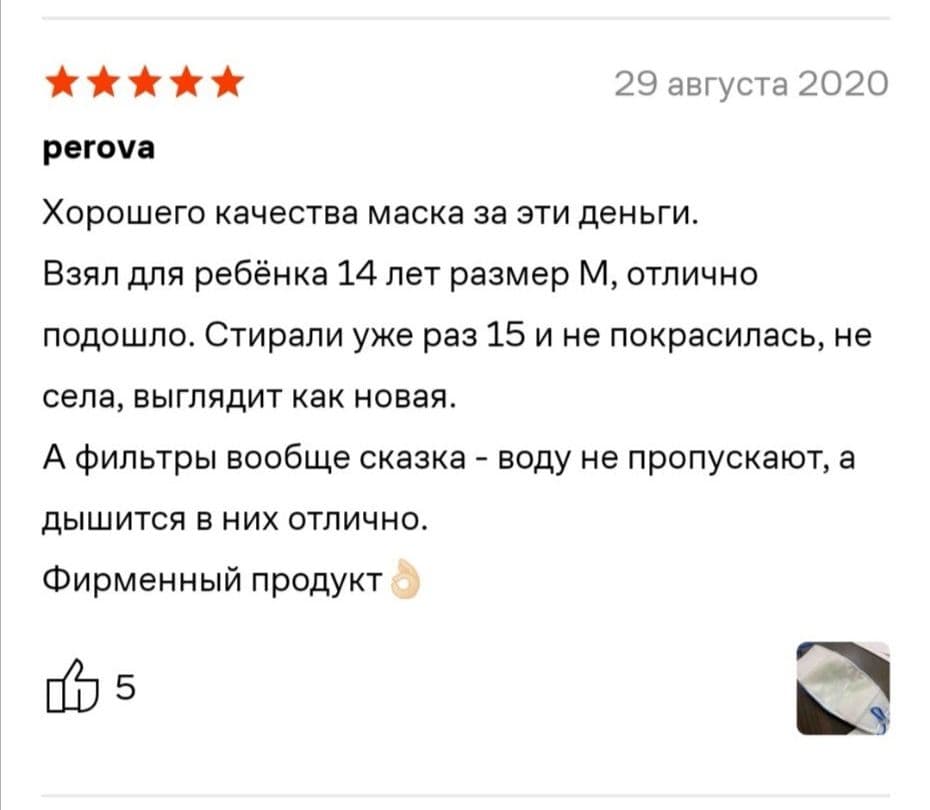 29 августа 2020
perova
Хорошего качества маска за эти деньги.
Взял для ребёнка 14 лет размер М, отлично
подошло. Стирали уже раз 15 и не покрасилась, не
села, выглядит как новая.
А фильтры вообще сказка - воду не пропускают, а
дышится в них отлично.
Фирменный продукт👌🏻
5